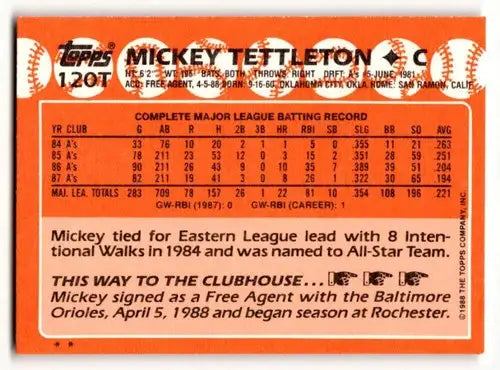 Topps® MICKEY TETTLETON ◆ C
120T HT: 6'2" WT: 195 BATS: BOTH THROWS: RIGHT DRFT: A's #5-JUNE, 1981
ACQ: FREE AGENT, 4-5-88 BORN: 9-16-60, OKLAHOMA CITY, OKLA. HOME: SAN RAMON, CALIF.
COMPLETE MAJOR LEAGUE BATTING RECORD
YR CLUB G AB R H 2B 3B HR RBI SB SLG BB SO AVG
84 A's 33 76 10 20 2 1 1 5 0 .355 11 21 .263
85 A's 78 211 23 53 12 0 3 15 2 .351 28 59 .251
86 A's 90 211 26 43 9 0 10 35 7 .389 39 51 .204
87 A's 82 211 19 41 3 0 8 26 1 .322 30 65 .194
MAJ. LEA. TOTALS 283 709 78 157 26 1 22 81 10 .354 108 196 .221
GW-RBI (1987): 0 GW-RBI (CAREER): 1
Mickey tied for Eastern League lead with 8 Inten-
tional Walks in 1984 and was named to All-Star Team.
THIS WAY TO THE CLUBHOUSE...
Mickey signed as a Free Agent with the Baltimore
Orioles, April 5, 1988 and began season at Rochester.
* *
©1988 THE TOPPS COMPANY, INC.